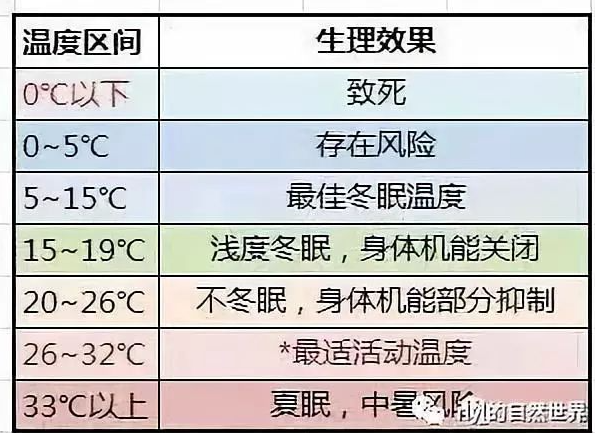 温度区间 生理效果
0℃以下 致死
0~5℃ 存在风险
5~15℃ 最佳冬眠温度
15~19℃ 浅度冬眠，身体机能关闭
20~26℃ 不冬眠，身体机能部分抑制
26~32℃ *最适活动温度
33℃以上 夏眠，中暑风险
的自然世界